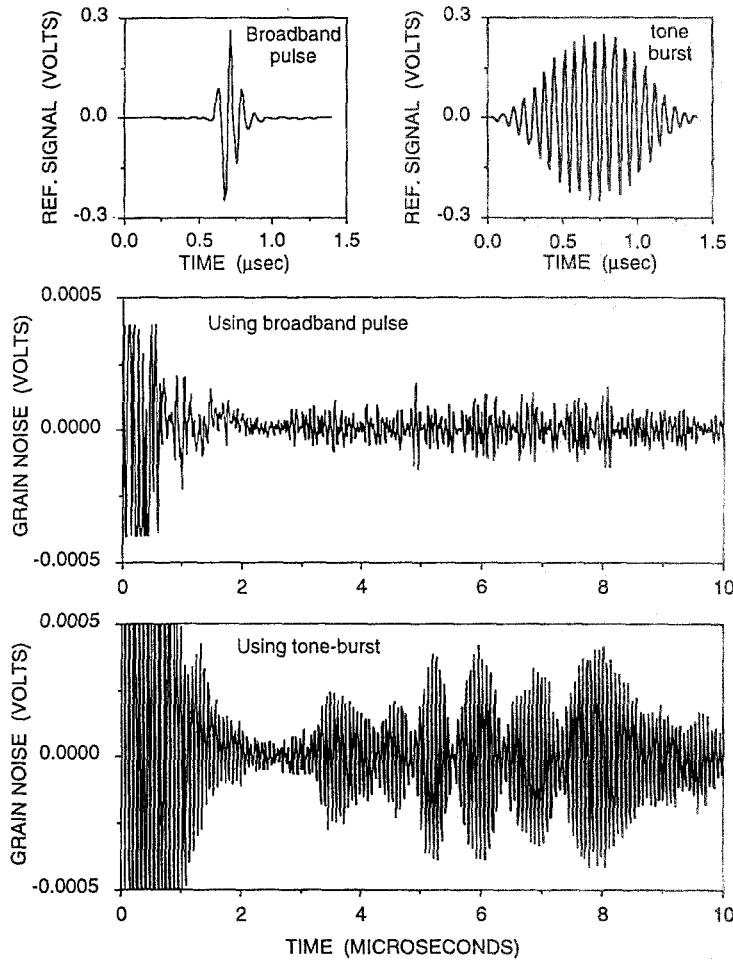 REF. SIGNAL (VOLTS)
0.3
0.0
-0.3
Broadband
pulse
0.0 0.5 1.0 1.5
TIME (μsec)
REF. SIGNAL (VOLTS)
0.3
0.0
-0.3
tone
burst
0.0 0.5 1.0 1.5
TIME (μsec)
GRAIN NOISE (VOLTS)
0.0005
0.0000
-0.0005
Using broadband pulse
0 2 4 6 8 10
GRAIN NOISE (VOLTS)
0.0005
0.0000
-0.0005
Using tone-burst
0 2 4 6 8 10
TIME (MICROSECONDS)